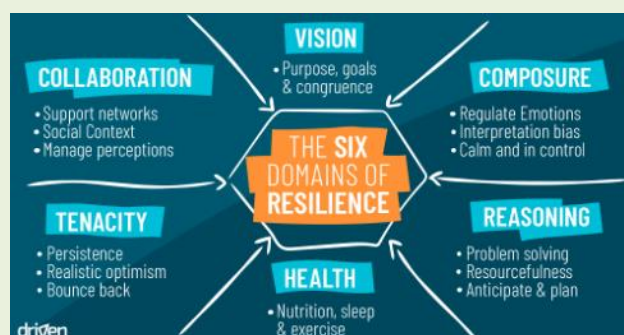 VISION
• Purpose, goals
& congruence
COLLABORATION
• Support networks
• Social Context
• Manage perceptions
COMPOSURE
• Regulate Emotions
• Interpretation bias
• Calm and in control
THE SIX
DOMAINS OF
RESILIENCE
TENACITY
• Persistence
• Realistic optimism
• Bounce back
REASONING
• Problem solving
• Resourcefulness
• Anticipate & plan
HEALTH
• Nutrition, sleep
& exercise
driven